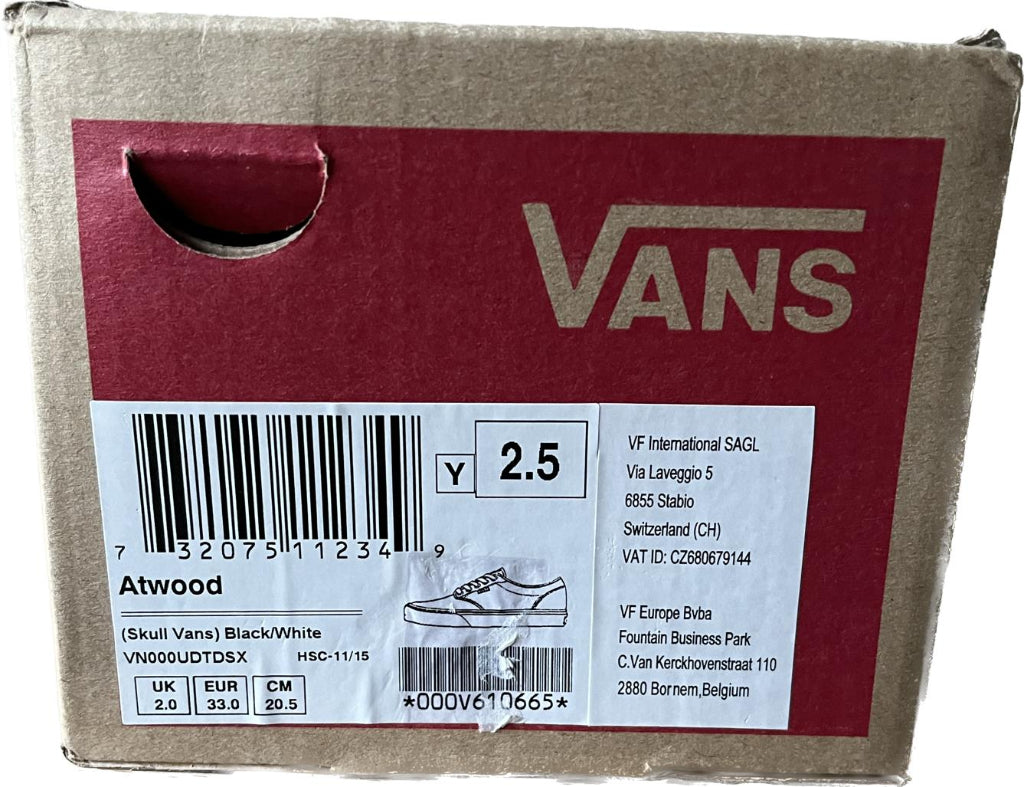 VANS
7 32075 11234 9
Y 2.5
Atwood
(Skull Vans) Black/White
VN000UDTDSX HSC-11/15
UK EUR CM
2.0 33.0 20.5
*000V610665*
VF International SAGL
Via Laveggio 5
6855 Stabio
Switzerland (CH)
VAT ID: CZ680679144
VF Europe Bvba
Fountain Business Park
C.Van Kerckhovenstraat 110
2880 Bornem,Belgium